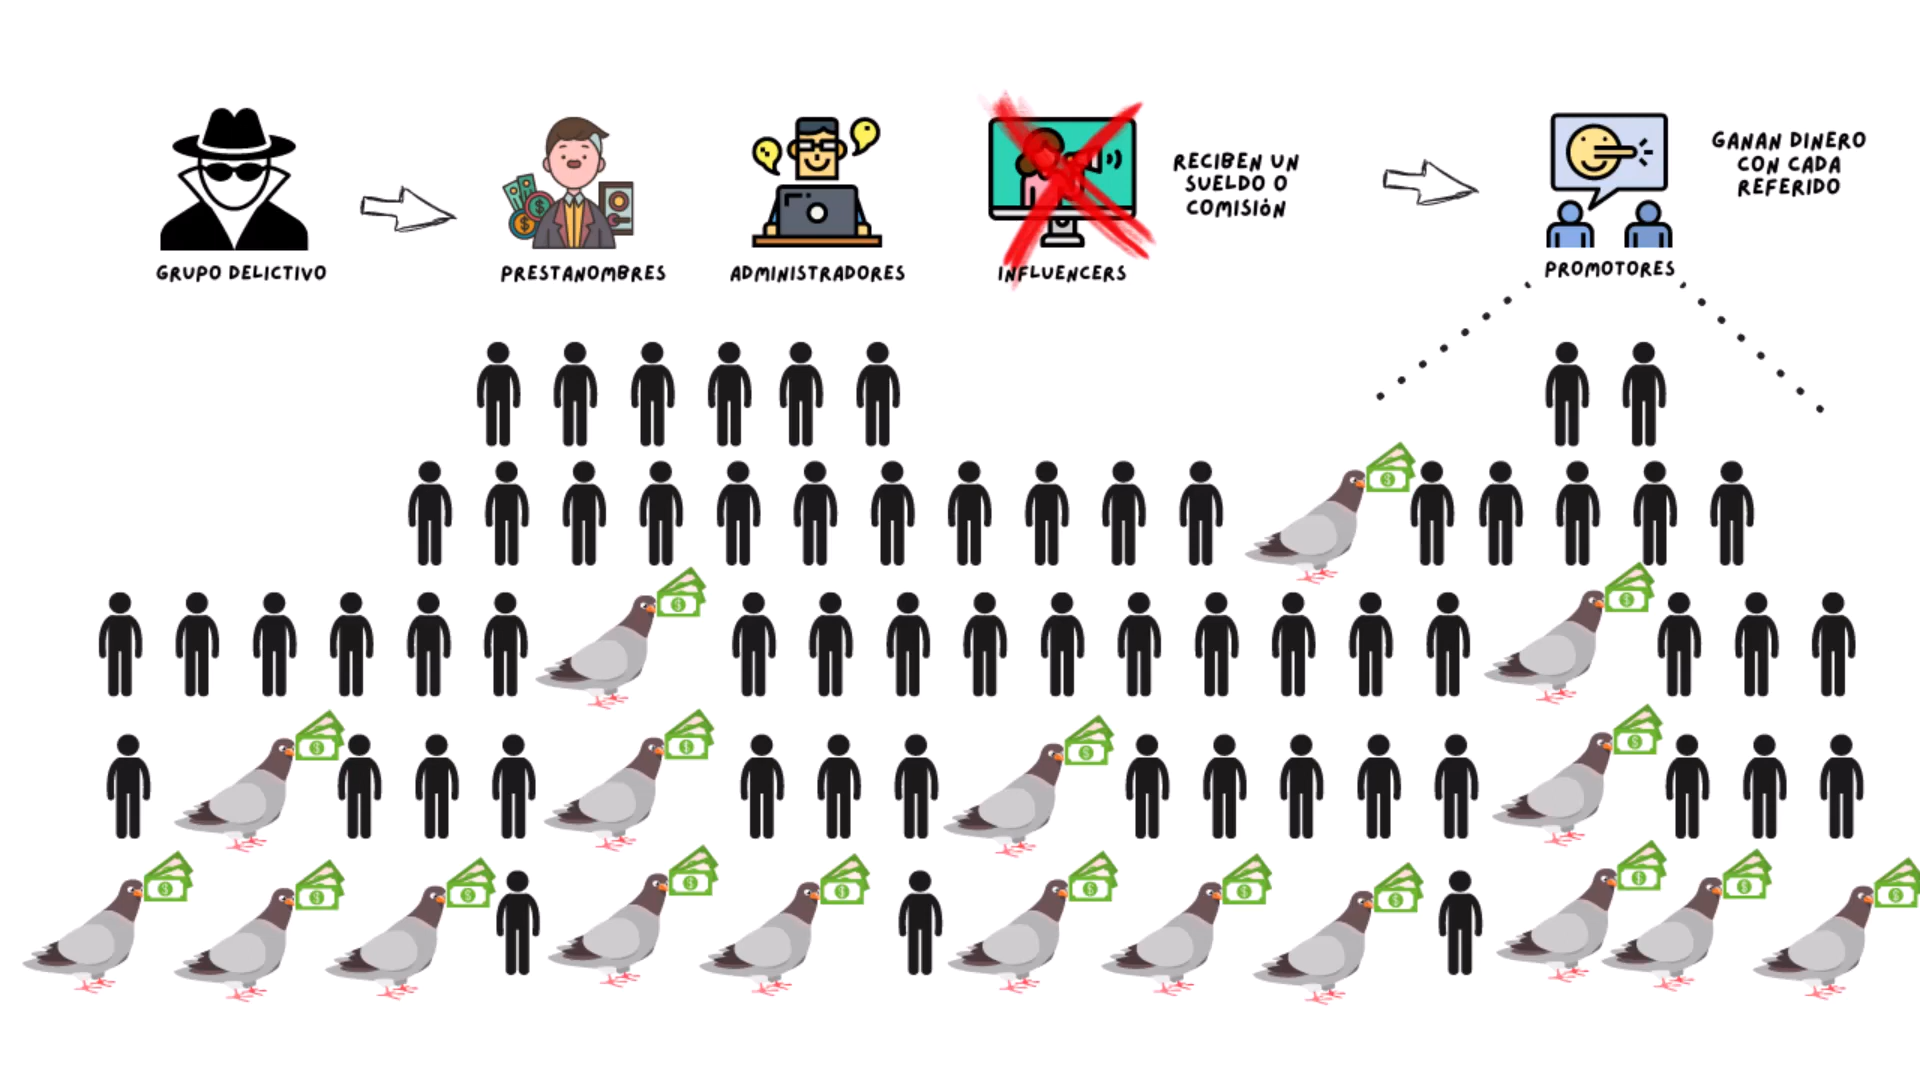 GRUPO DELICTIVO
PRESTANOMBRES
ADMINISTRADORES
INFLUENCERS
RECIBEN UN
SUELDO O
COMISIÓN
PROMOTORES
GANAN DINERO
CON CADA
REFERIDO